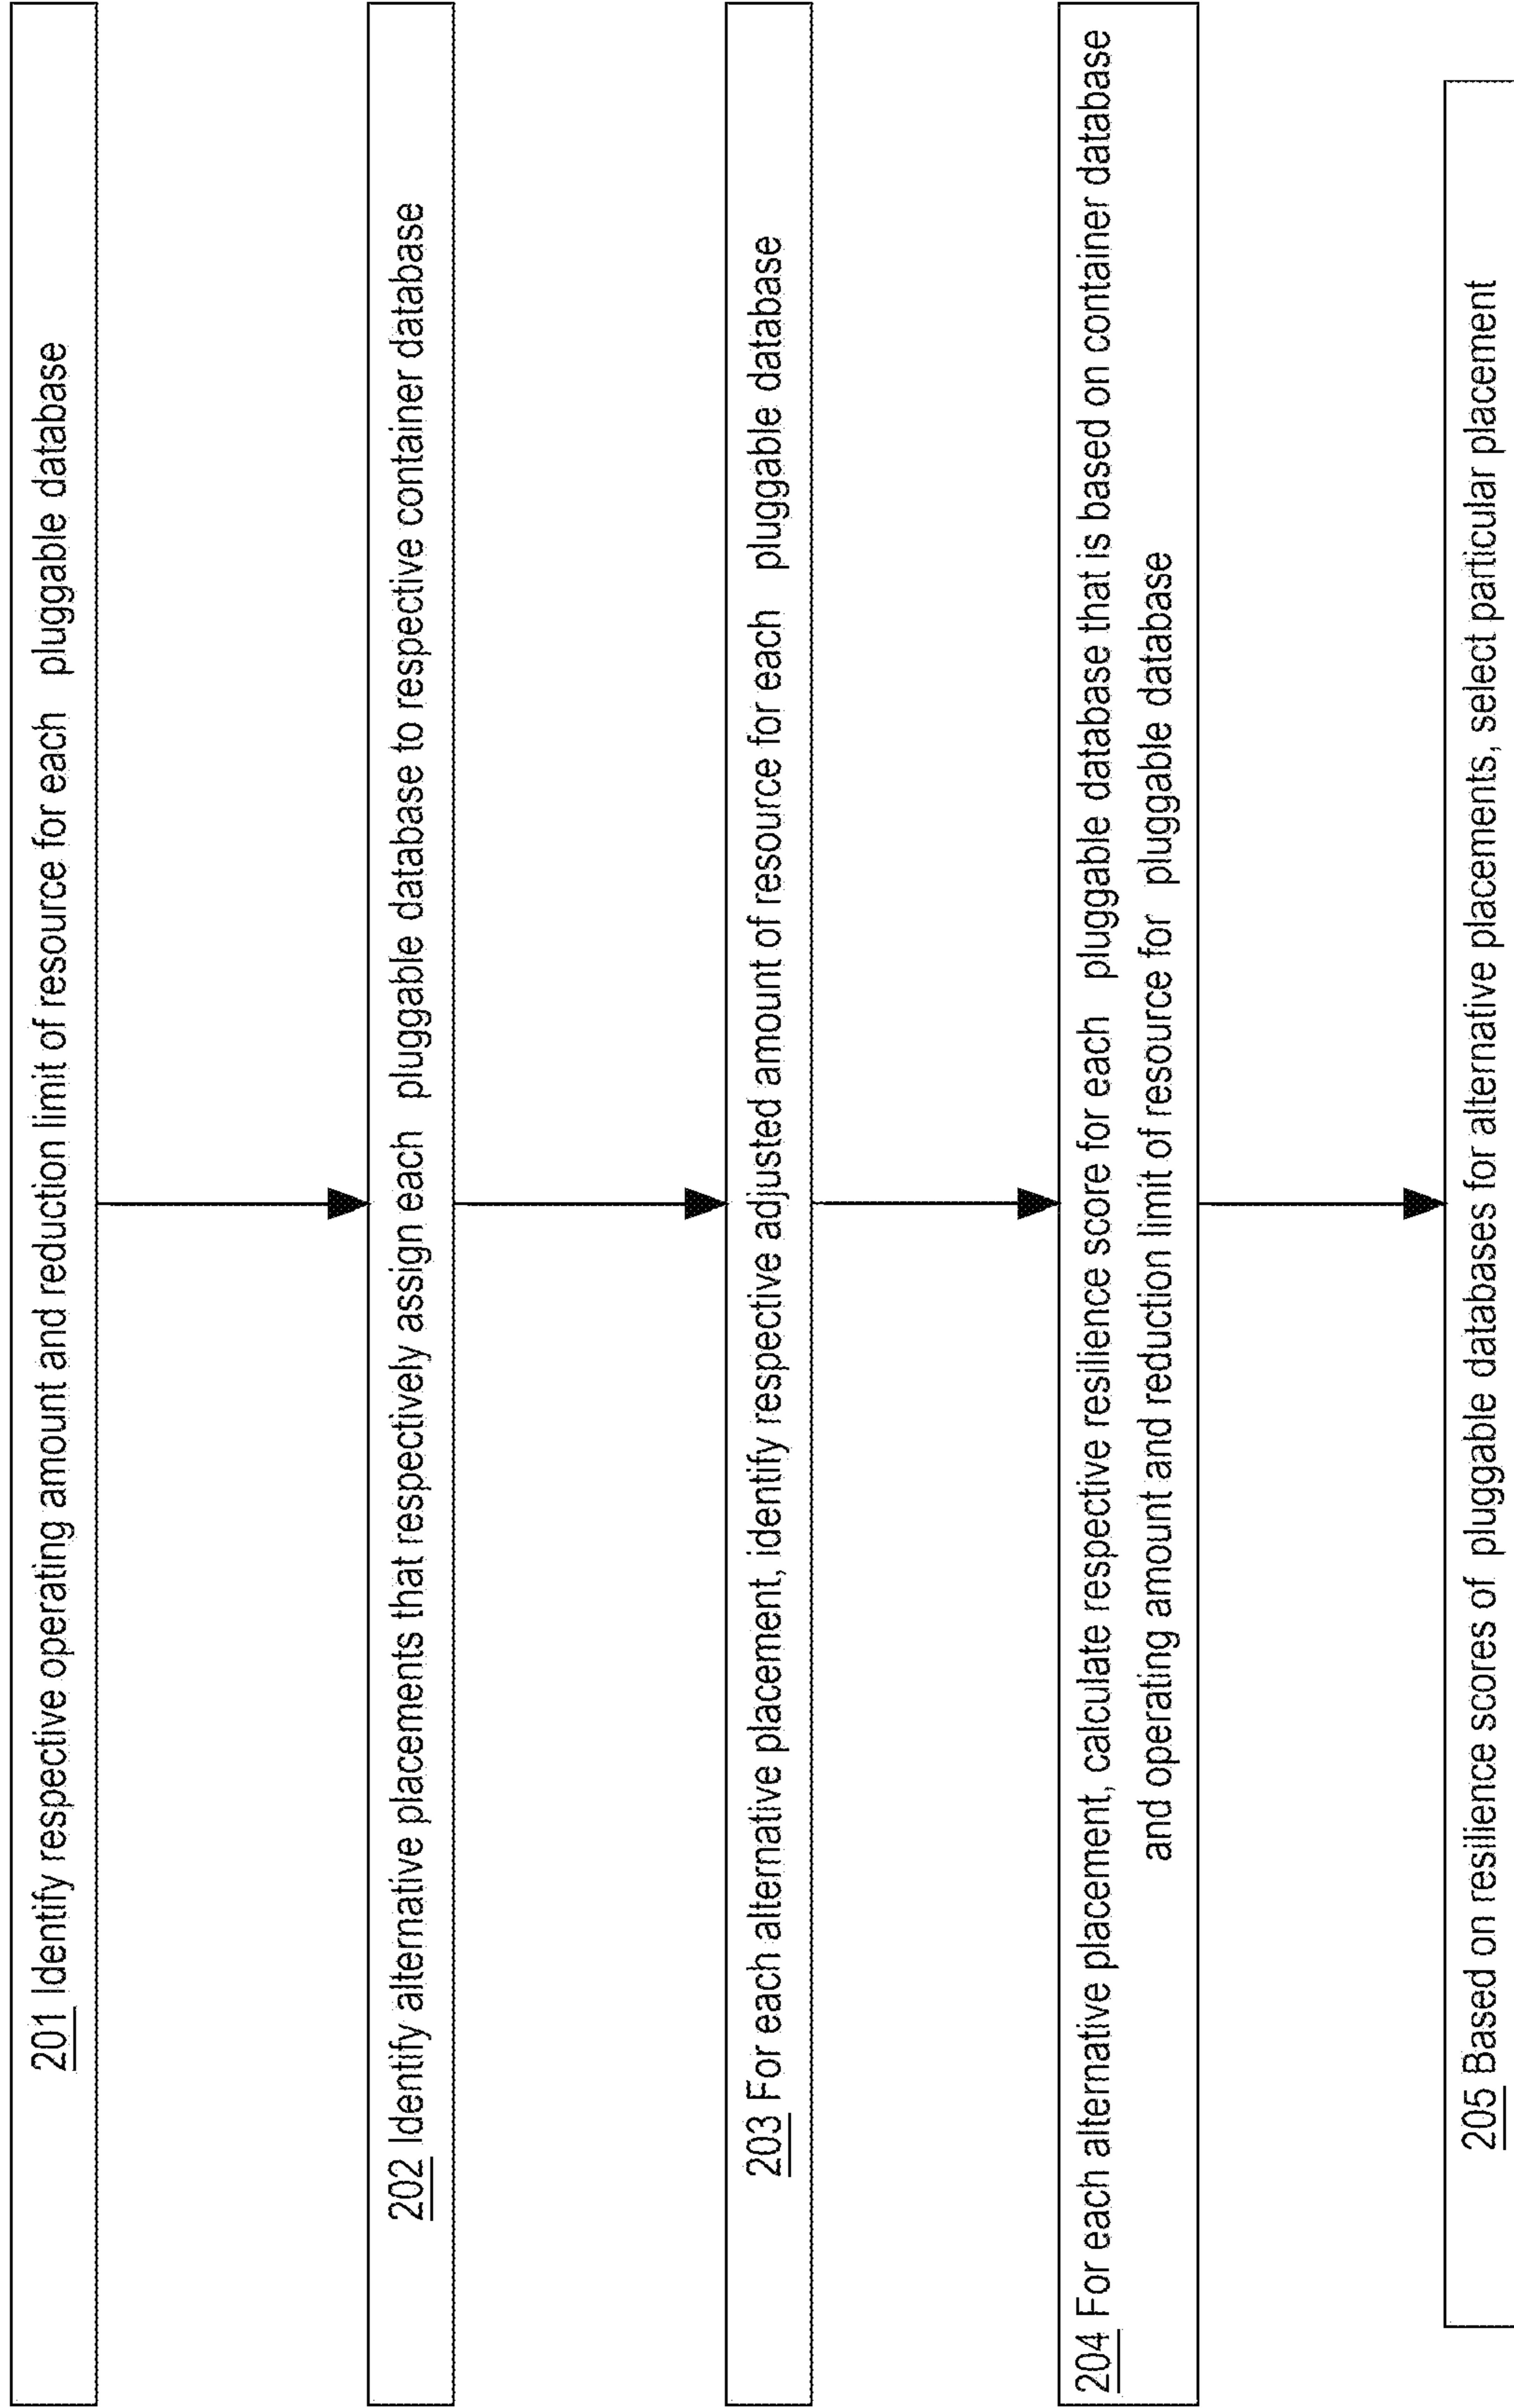 201 Identify respective operating amount and reduction limit of resource for each pluggable database
202 Identify alternative placements that respectively assign each pluggable database to respective container database
203 For each alternative placement, identify respective adjusted amount of resource for each pluggable database
204 For each alternative placement, calculate respective resilience score for each pluggable database that is based on container database
and operating amount and reduction limit of resource for pluggable database
205 Based on resilience scores of pluggable databases for alternative placements, select particular placement